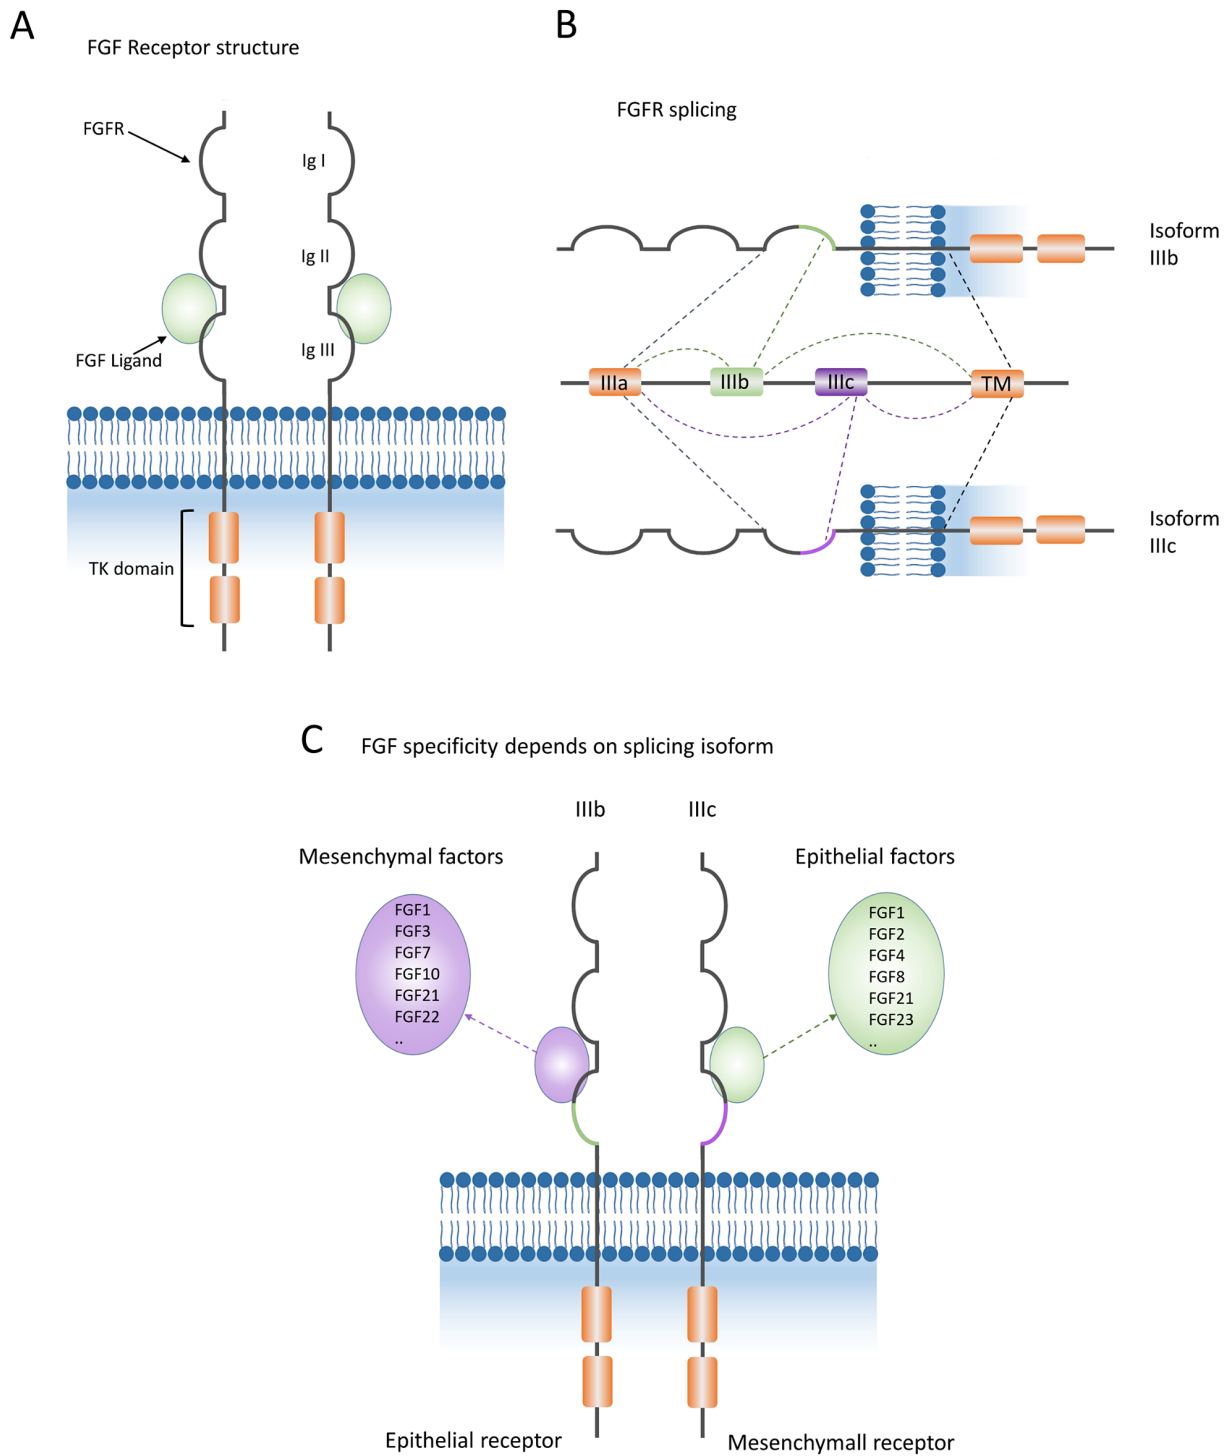 A
FGF Receptor structure
FGFR
Ig I
Ig II
Ig III
FGF Ligand
TK domain
B
FGFR splicing
Isoform
IIIb
IIIa
IIIb
IIIc
TM
Isoform
IIIc
C
FGF specificity depends on splicing isoform
IIIb
IIIc
Mesenchymal factors
FGF1
FGF3
FGF7
FGF10
FGF21
FGF22
..
Epithelial factors
FGF1
FGF2
FGF4
FGF8
FGF21
FGF23
..
Epithelial receptor
Mesenchymall receptor